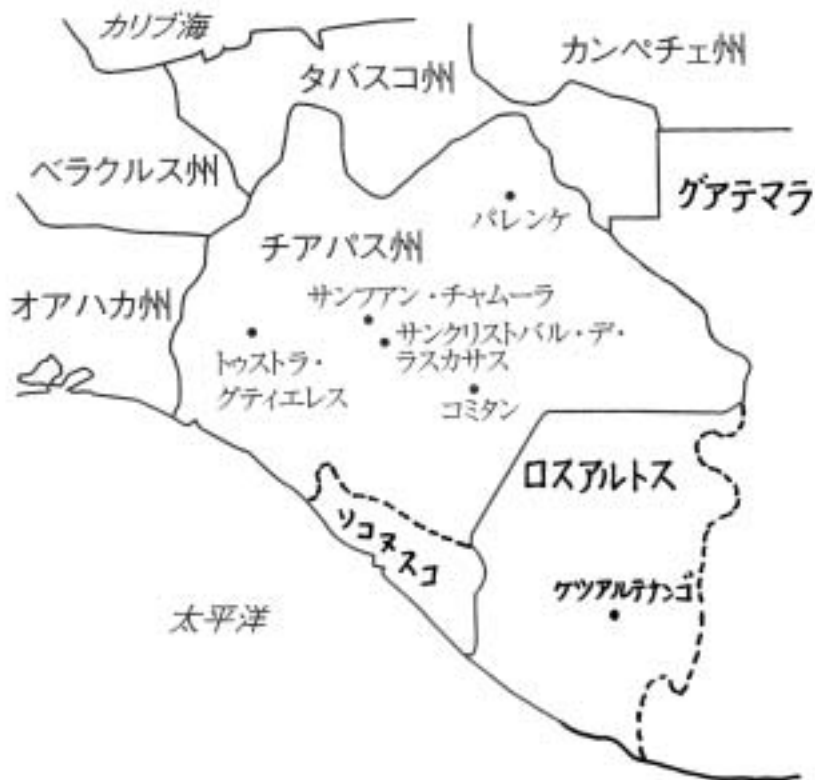 カリブ海
カンペチェ州
タバスコ州
ベラクルス州
グアテマラ
パレンケ
チアパス州
オアハカ州
サンフアン・チャムーラ
サンクリストバル・デ・
ラスカサス
トゥストラ・
グティエレス
コミタン
ロスアルトス
ソコヌスコ
ケツアルテナンゴ
太平洋